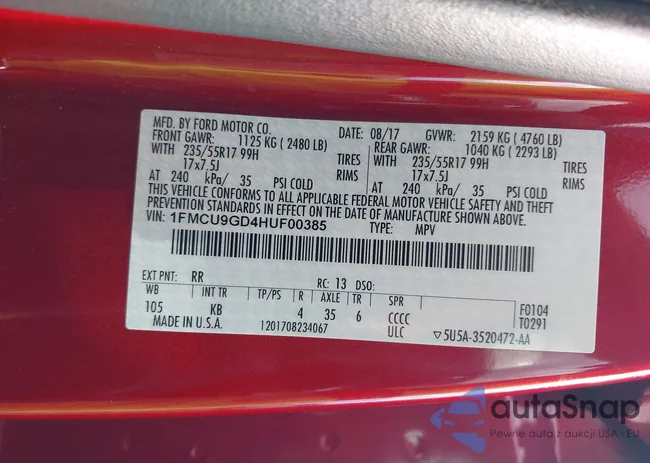 MFD. BY FORD MOTOR CO. DATE: 08/17 GVWR: 2159 KG ( 4760 LB)
FRONT GAWR: 1125 KG ( 2480 LB) REAR GAWR: 1040 KG ( 2293 LB)
WITH 235/55R17 99H TIRES WITH 235/55R17 99H TIRES
17x7.5J RIMS 17x7.5J RIMS
AT 240 kPa/ 35 PSI COLD AT 240 kPa/ 35 PSI COLD
THIS VEHICLE CONFORMS TO ALL APPLICABLE FEDERAL MOTOR VEHICLE SAFETY AND THEFT
PREVENTION STANDARDS IN EFFECT ON THE DATE OF MANUFACTURE SHOWN ABOVE.
VIN: 1FMCU9GD4HUF00385 TYPE: MPV
EXT PNT: RR RC: 13 DSO:
WB INT TR TP/PS R AXLE TR SPR F0104
105 KB 4 35 6 CCCC T0291
MADE IN U.S.A. 1201708234067 ULC ▽5U5A-3520472-AA
autaSnap
Pewne auta z aukcji USA - EU